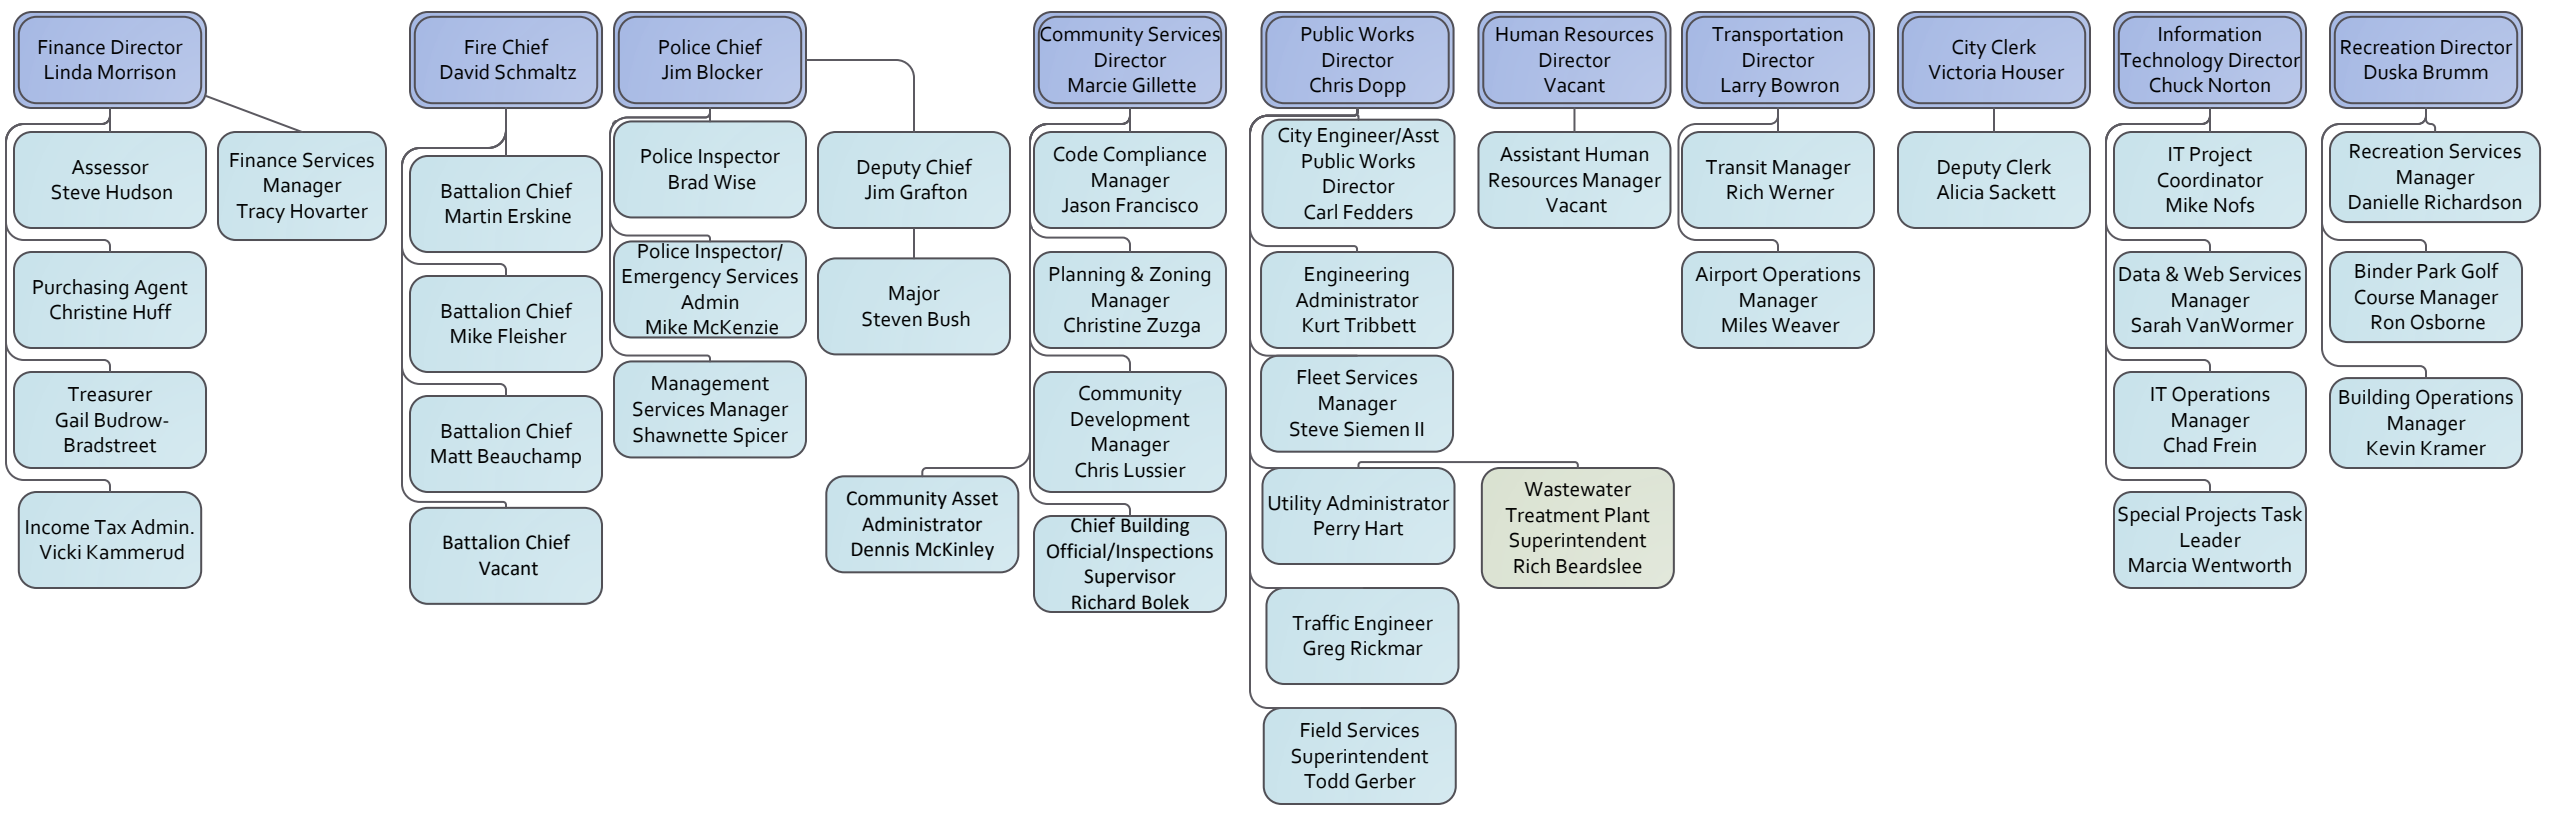 Finance Director
Linda Morrison
Assessor
Steve Hudson
Finance Services
Manager
Tracy Hovarter
Purchasing Agent
Christine Huff
Treasurer
Gail Budrow-
Bradstreet
Income Tax Admin.
Vicki Kammerud
Fire Chief
David Schmaltz
Battalion Chief
Martin Erskine
Battalion Chief
Mike Fleisher
Battalion Chief
Matt Beauchamp
Battalion Chief
Vacant
Police Chief
Jim Blocker
Police Inspector
Brad Wise
Police Inspector/
Emergency Services
Admin
Mike McKenzie
Management
Services Manager
Shawnette Spicer
Deputy Chief
Jim Grafton
Major
Steven Bush
Community Services
Director
Marcie Gillette
Code Compliance
Manager
Jason Francisco
Planning & Zoning
Manager
Christine Zuzga
Community
Development
Manager
Chris Lussier
Community Asset
Administrator
Dennis McKinley
Chief Building
Official/Inspections
Supervisor
Richard Bolek
Public Works
Director
Chris Dopp
City Engineer/Asst
Public Works
Director
Carl Fedders
Engineering
Administrator
Kurt Tribbett
Fleet Services
Manager
Steve Siemen II
Utility Administrator
Perry Hart
Wastewater
Treatment Plant
Superintendent
Rich Beardslee
Traffic Engineer
Greg Rickmar
Field Services
Superintendent
Todd Gerber
Human Resources
Director
Vacant
Assistant Human
Resources Manager
Vacant
Transportation
Director
Larry Bowron
Transit Manager
Rich Werner
Airport Operations
Manager
Miles Weaver
City Clerk
Victoria Houser
Deputy Clerk
Alicia Sackett
Information
Technology Director
Chuck Norton
IT Project
Coordinator
Mike Nofs
Data & Web Services
Manager
Sarah VanWormer
IT Operations
Manager
Chad Frein
Special Projects Task
Leader
Marcia Wentworth
Recreation Director
Duska Brumm
Recreation Services
Manager
Danielle Richardson
Binder Park Golf
Course Manager
Ron Osborne
Building Operations
Manager
Kevin Kramer